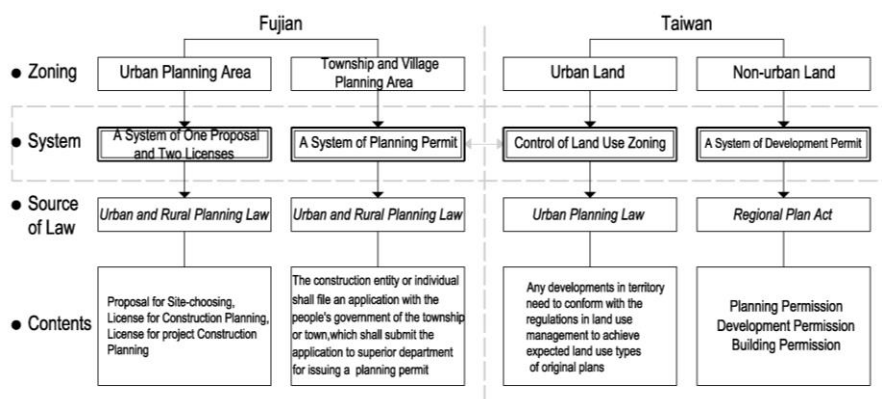 Fujian
Taiwan
● Zoning
Urban Planning Area
Township and Village
Planning Area
Urban Land
Non-urban Land
● System
A System of One Proposal
and Two Licenses
A System of Planning Permit
Control of Land Use Zoning
A System of Development Permit
● Source
of Law
Urban and Rural Planning Law
Urban and Rural Planning Law
Urban Planning Law
Regional Plan Act
● Contents
Proposal for Site-choosing,
License for Construction Planning,
License for project Construction
Planning
The construction entity or individual
shall file an application with the
people's government of the township
or town,which shall submit the
application to superior department
for issuing a planning permit
Any developments in territory
need to conform with the
regulations in land use
management to achieve
expected land use types
of original plans
Planning Permission
Development Permission
Building Permission